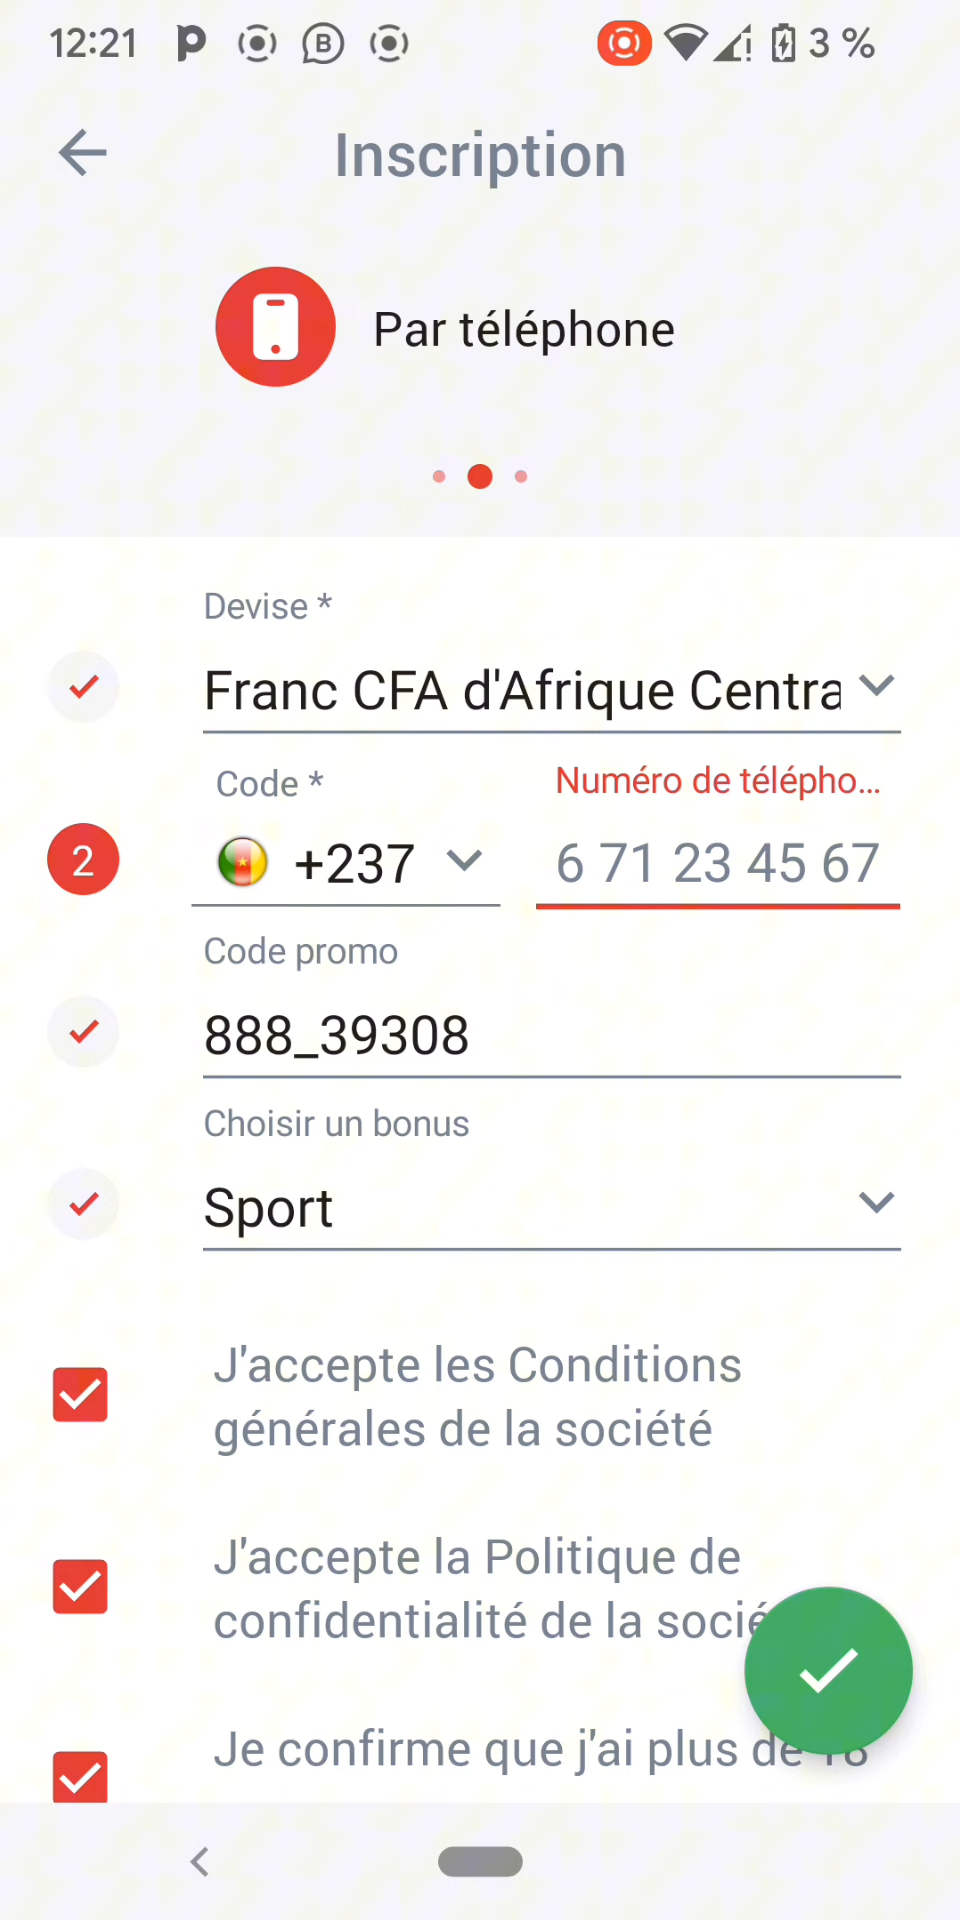 12:21
3 %
Inscription
Par téléphone
Devise *
Franc CFA d'Afrique Centra
Code *
Numéro de télépho...
2
+237
6 71 23 45 67
Code promo
888_39308
Choisir un bonus
Sport
J'accepte les Conditions
générales de la société
J'accepte la Politique de
confidentialité de la socié
Je confirme que j'ai plus de 18